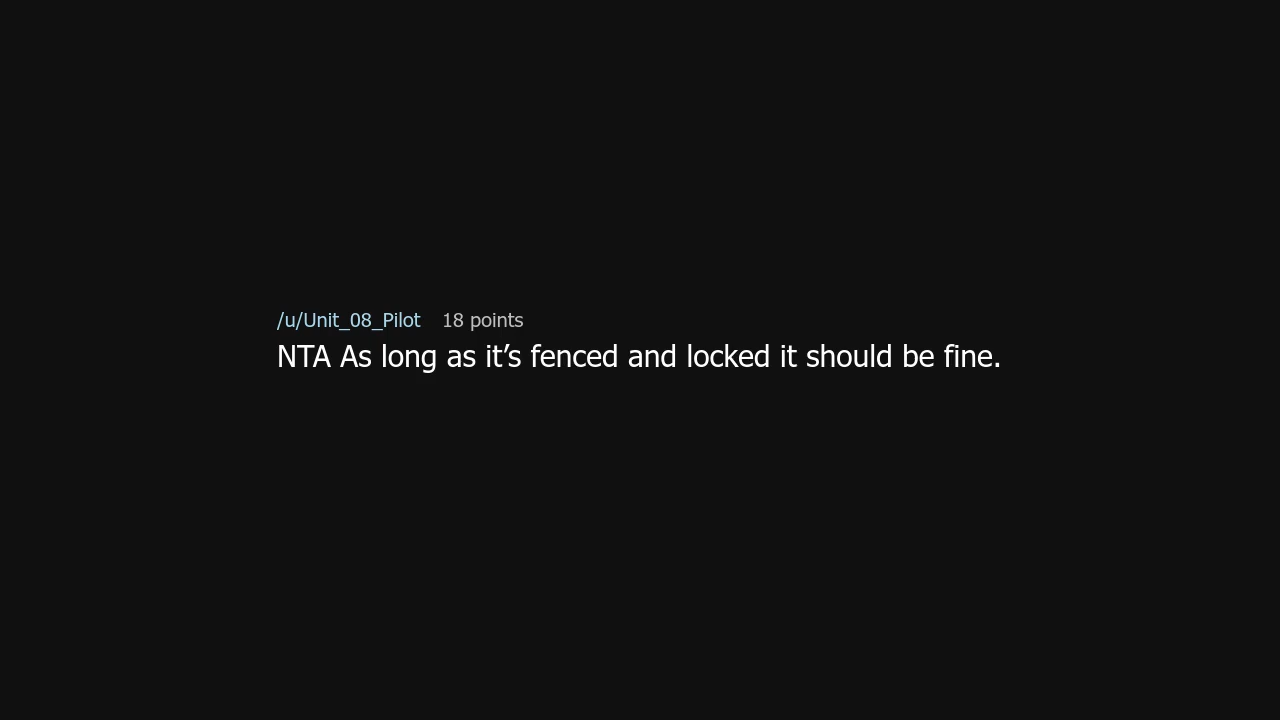 /u/Unit_08_Pilot 18 points
NTA As long as it’s fenced and locked it should be fine.